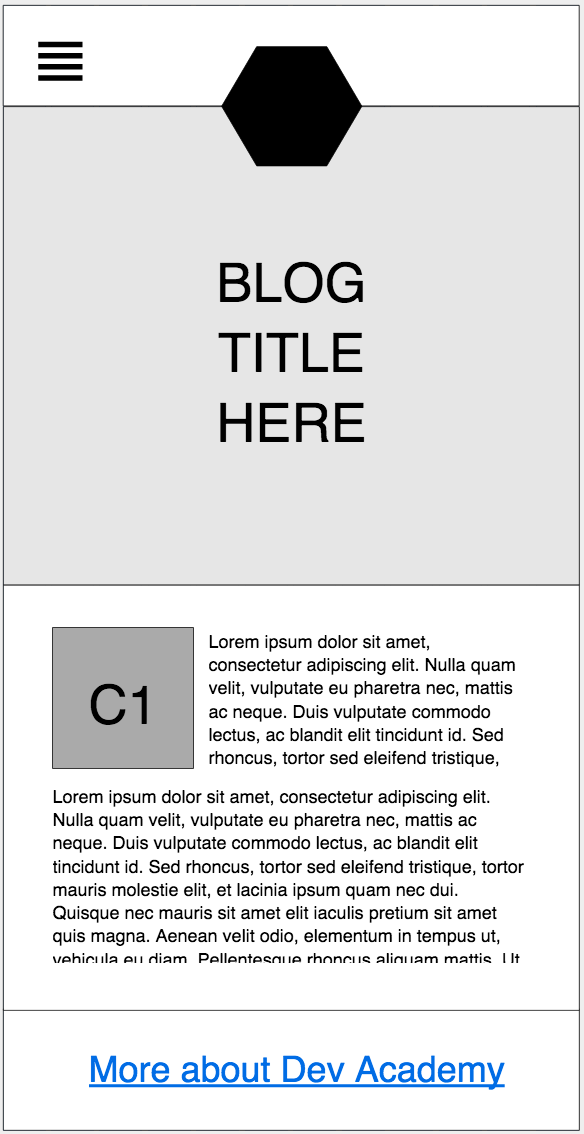 BLOG
TITLE
HERE
C1
Lorem ipsum dolor sit amet,
consectetur adipiscing elit. Nulla quam
velit, vulputate eu pharetra nec, mattis
ac neque. Duis vulputate commodo
lectus, ac blandit elit tincidunt id. Sed
rhoncus, tortor sed eleifend tristique,
Lorem ipsum dolor sit amet, consectetur adipiscing elit.
Nulla quam velit, vulputate eu pharetra nec, mattis ac
neque. Duis vulputate commodo lectus, ac blandit elit
tincidunt id. Sed rhoncus, tortor sed eleifend tristique, tortor
mauris molestie elit, et lacinia ipsum quam nec dui.
Quisque nec mauris sit amet elit iaculis pretium sit amet
quis magna. Aenean velit odio, elementum in tempus ut,
vehicula eu diam. Pellentesque rhoncus aliquam mattis. Ut
More about Dev Academy